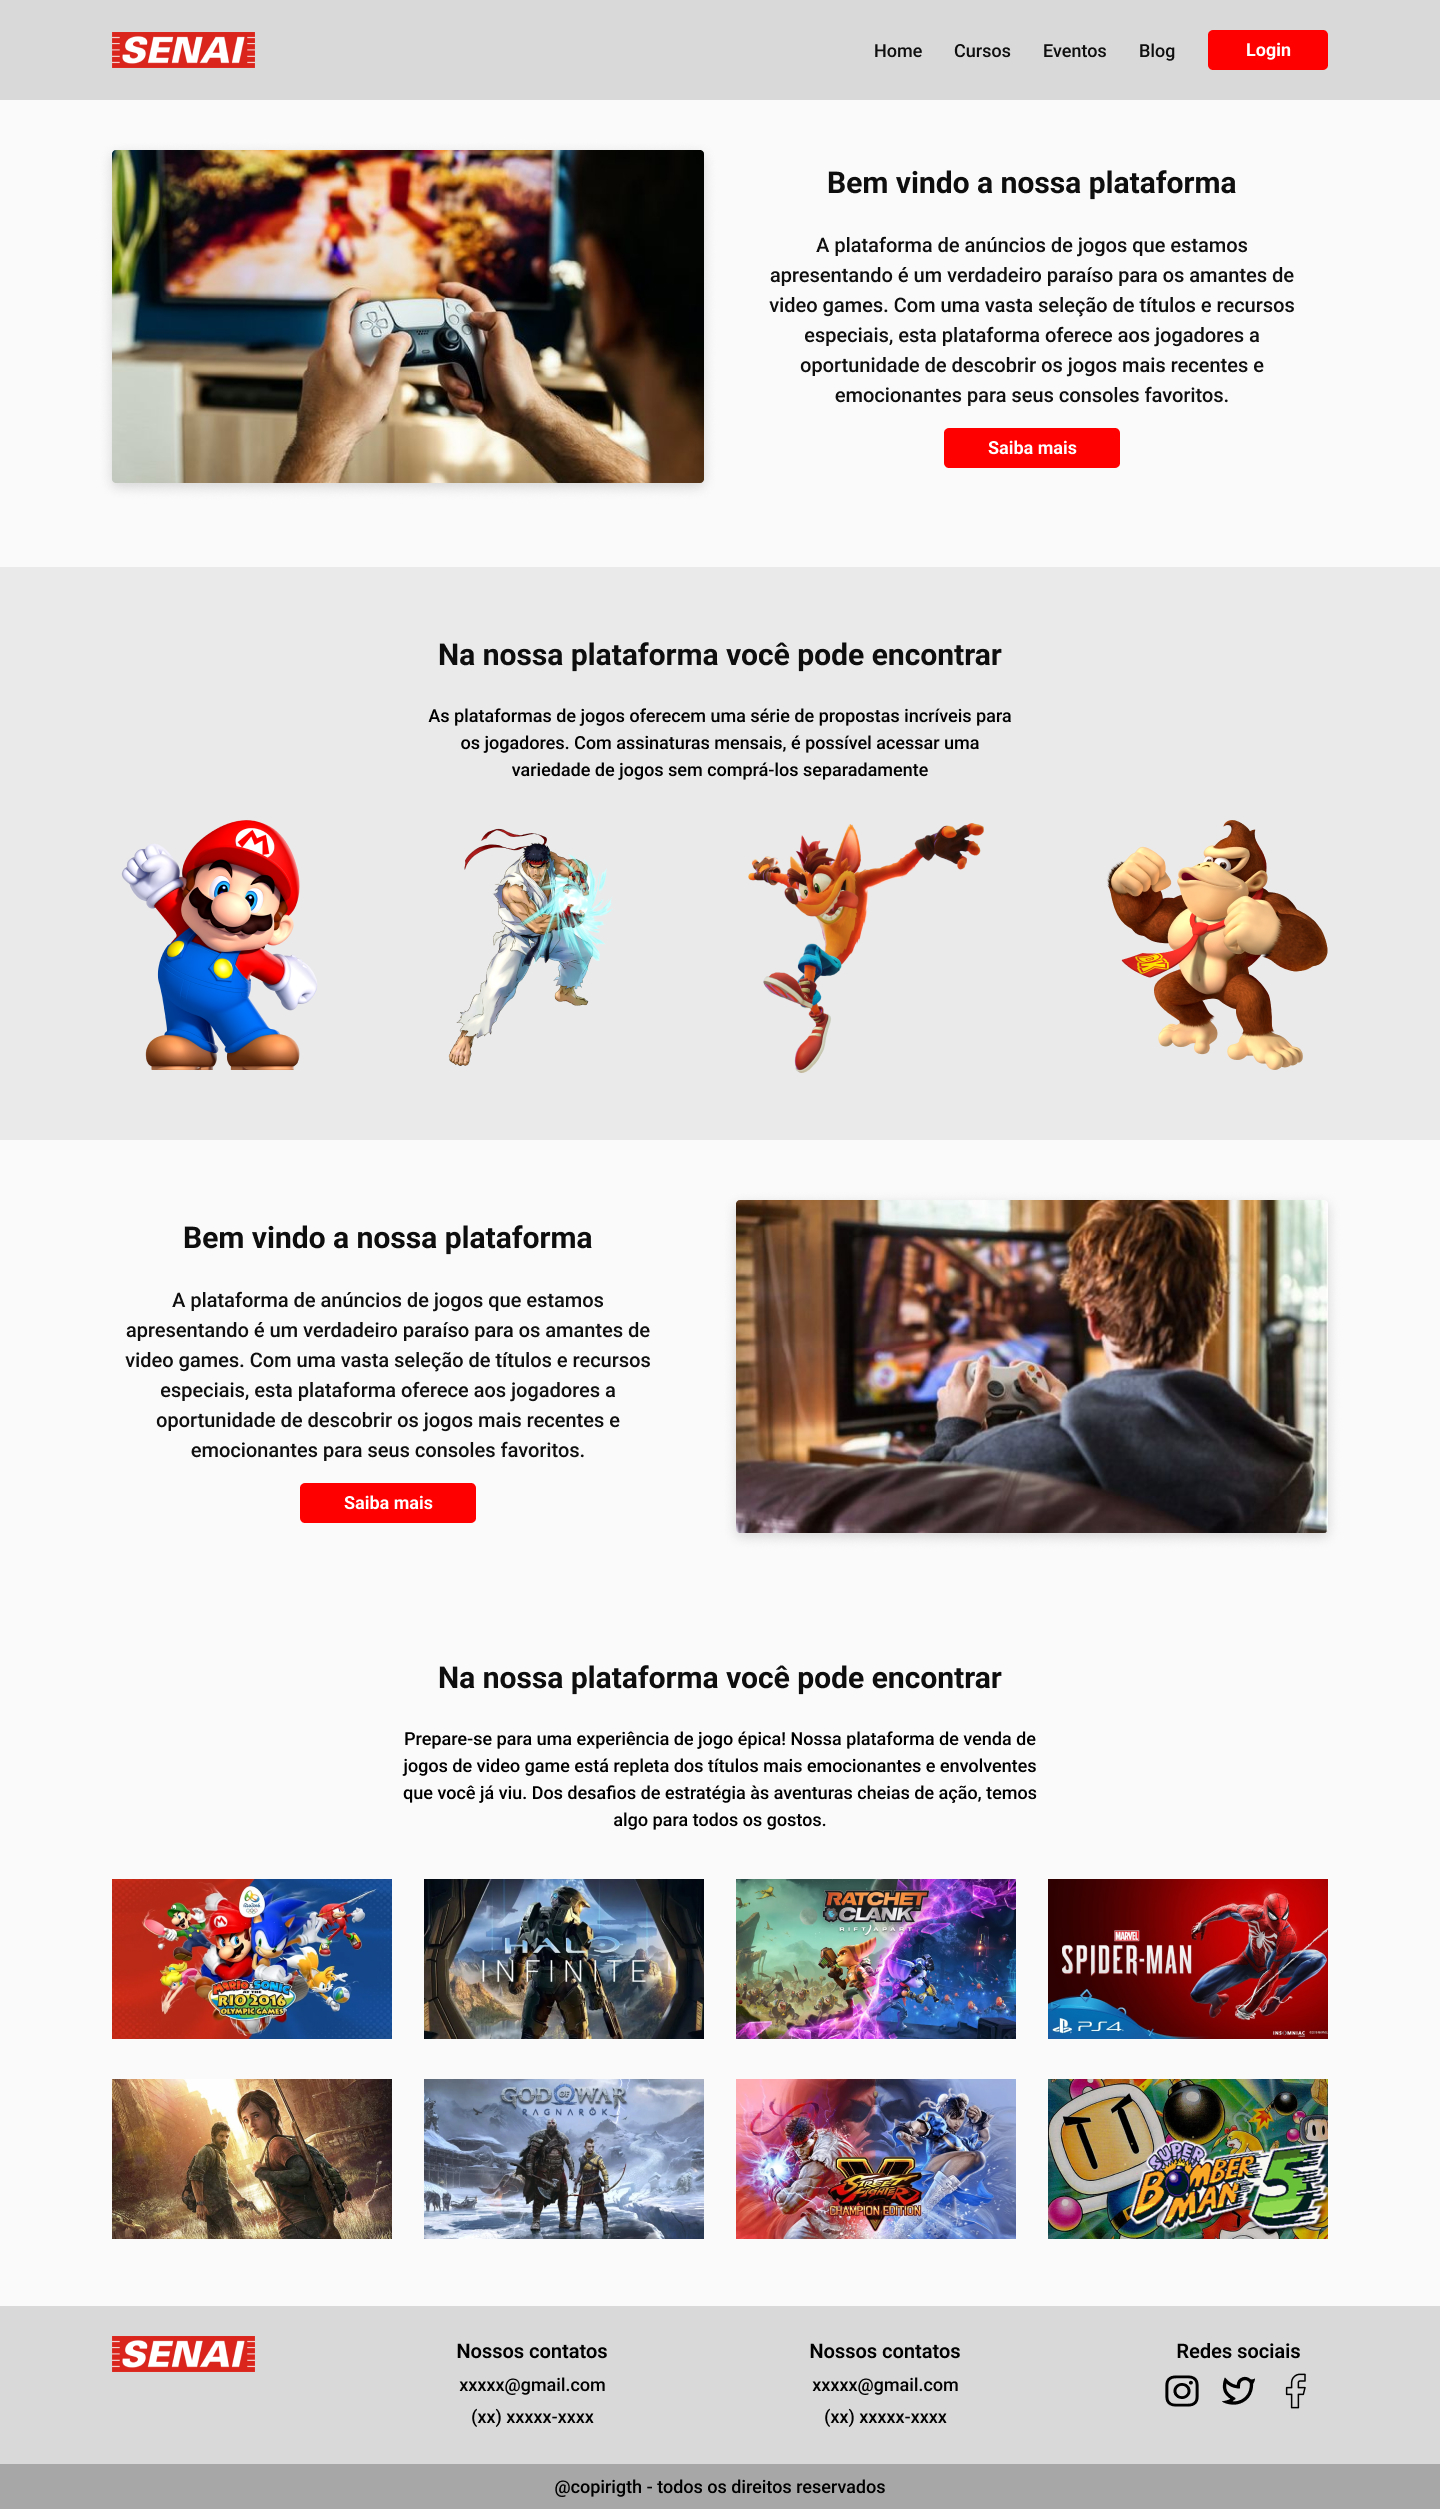 SENAI
Home Cursos Eventos Blog Login
Bem vindo a nossa plataforma
A plataforma de anúncios de jogos que estamos
apresentando é um verdadeiro paraíso para os amantes de
video games. Com uma vasta seleção de títulos e recursos
especiais, esta plataforma oferece aos jogadores a
oportunidade de descobrir os jogos mais recentes e
emocionantes para seus consoles favoritos.
Saiba mais
Na nossa plataforma você pode encontrar
As plataformas de jogos oferecem uma série de propostas incríveis para
os jogadores. Com assinaturas mensais, é possível acessar uma
variedade de jogos sem comprá-los separadamente
M
DK
Bem vindo a nossa plataforma
A plataforma de anúncios de jogos que estamos
apresentando é um verdadeiro paraíso para os amantes de
video games. Com uma vasta seleção de títulos e recursos
especiais, esta plataforma oferece aos jogadores a
oportunidade de descobrir os jogos mais recentes e
emocionantes para seus consoles favoritos.
Saiba mais
Na nossa plataforma você pode encontrar
Prepare-se para uma experiência de jogo épica! Nossa plataforma de venda de
jogos de video game está repleta dos títulos mais emocionantes e envolventes
que você já viu. Dos desafios de estratégia às aventuras cheias de ação, temos
algo para todos os gostos.
M
MARIO & SONIC
AT THE
RIO 2016
OLYMPIC GAMES
HALO
INFINITE
RATCHET
CLANK
RIFT APART
MARVEL
SPIDER-MAN
PS4
INSOMNIAC
GOD OF WAR
RAGNARÖK
V
STREET
FIGHTER
CHAMPION EDITION
SUPER
BOMBER
MAN 5
SENAI
Nossos contatos
xxxxx@gmail.com
(xx) xxxxx-xxxx
Nossos contatos
xxxxx@gmail.com
(xx) xxxxx-xxxx
Redes sociais
@copirigth - todos os direitos reservados